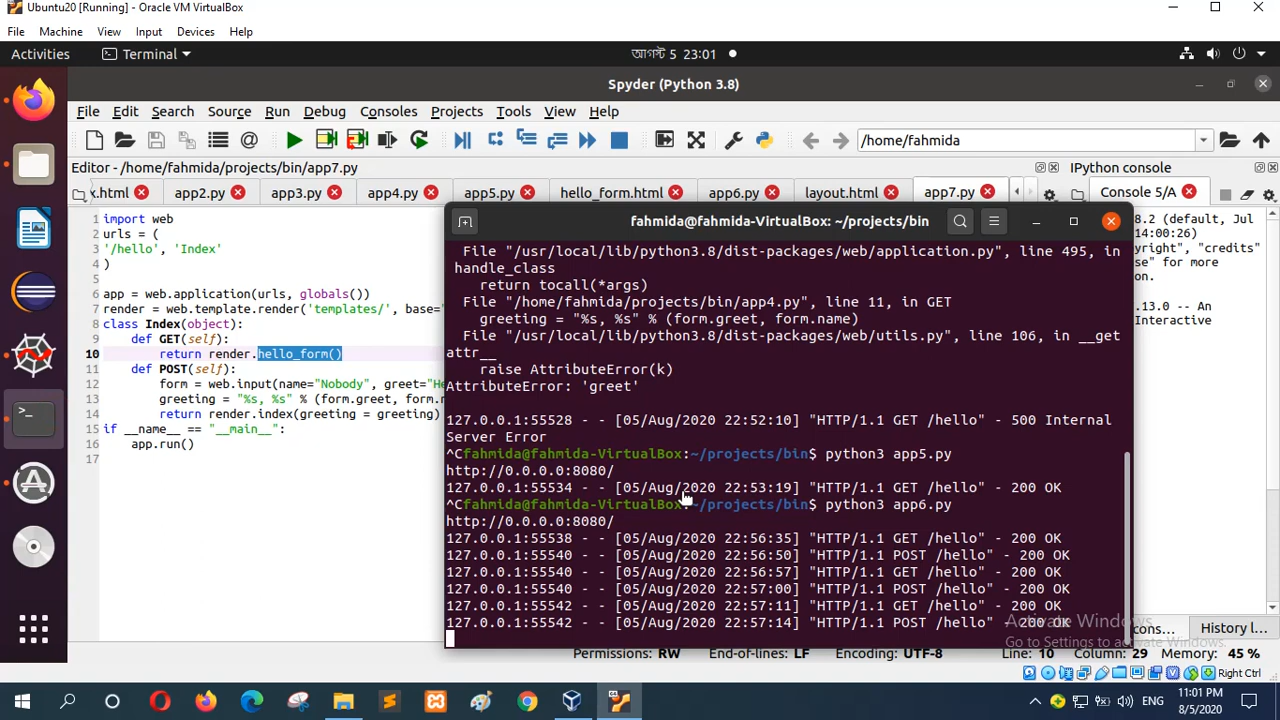 Ubuntu20 [Running] - Oracle VM VirtualBox
File Machine View Input Devices Help
Activities Terminal আগস্ট 5 23:01
Spyder (Python 3.8)
File Edit Search Source Run Debug Consoles Projects Tools View Help
/home/fahmida
Editor - /home/fahmida/projects/bin/app7.py
IPython console
x.html app2.py app3.py app4.py app5.py hello_form.html app6.py layout.html app7.py
Console 5/A
1 import web
2 urls = (
3 '/hello', 'Index'
4 )
5
6 app = web.application(urls, globals())
7 render = web.template.render('templates/', base="
8 class Index(object):
9 def GET(self):
10 return render.hello_form()
11 def POST(self):
12 form = web.input(name="Nobody", greet="He
13 greeting = "%s, %s" % (form.greet, form.name)
14 return render.index(greeting = greeting)
15 if __name__ == "__main__":
16 app.run()
17
fahmida@fahmida-VirtualBox: ~/projects/bin
File "/usr/local/lib/python3.8/dist-packages/web/application.py", line 495, in
handle_class
return tocall(*args)
File "/home/fahmida/projects/bin/app4.py", line 11, in GET
greeting = "%s, %s" % (form.greet, form.name)
File "/usr/local/lib/python3.8/dist-packages/web/utils.py", line 106, in __get
attr__
raise AttributeError(k)
AttributeError: 'greet'
127.0.0.1:55528 - - [05/Aug/2020 22:52:10] "HTTP/1.1 GET /hello" - 500 Internal
Server Error
^Cfahmida@fahmida-VirtualBox:~/projects/bin$ python3 app5.py
http://0.0.0.0:8080/
127.0.0.1:55534 - - [05/Aug/2020 22:53:19] "HTTP/1.1 GET /hello" - 200 OK
^Cfahmida@fahmida-VirtualBox:~/projects/bin$ python3 app6.py
http://0.0.0.0:8080/
127.0.0.1:55538 - - [05/Aug/2020 22:56:35] "HTTP/1.1 GET /hello" - 200 OK
127.0.0.1:55540 - - [05/Aug/2020 22:56:50] "HTTP/1.1 POST /hello" - 200 OK
127.0.0.1:55540 - - [05/Aug/2020 22:56:57] "HTTP/1.1 GET /hello" - 200 OK
127.0.0.1:55540 - - [05/Aug/2020 22:57:00] "HTTP/1.1 POST /hello" - 200 OK
127.0.0.1:55542 - - [05/Aug/2020 22:57:11] "HTTP/1.1 GET /hello" - 200 OK
127.0.0.1:55542 - - [05/Aug/2020 22:57:14] "HTTP/1.1 POST /hello" - 200 OK
8.2 (default, Jul
14:00:26)
yright", "credits"
se" for more
on.
.13.0 -- An
Interactive
Activate Windows
Go to Settings to activate Windows.
cons... History l...
Permissions: RW End-of-lines: LF Encoding: UTF-8 Line: 10 Column: 29 Memory: 45 %
Right Ctrl
ENG
11:01 PM
8/5/2020